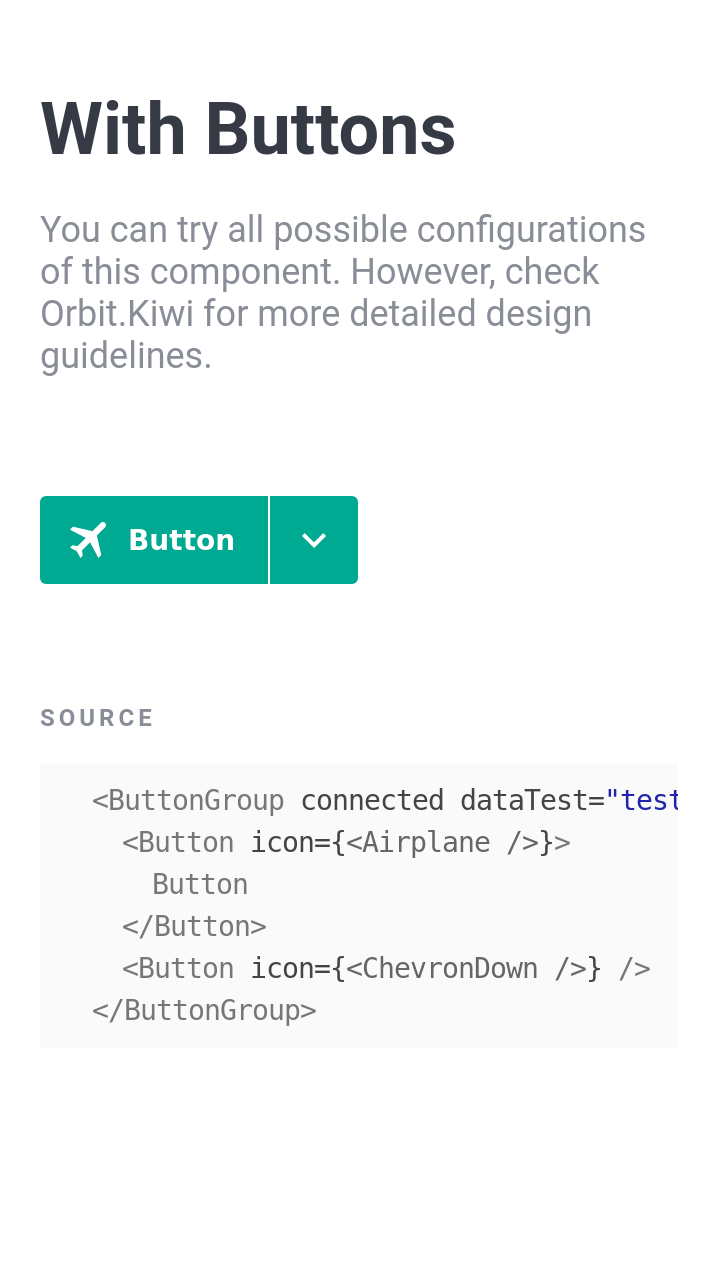 With Buttons
You can try all possible configurations
of this component. However, check
Orbit.Kiwi for more detailed design
guidelines.
Button
SOURCE
<ButtonGroup connected dataTest="test
<Button icon={<Airplane />}>
Button
</Button>
<Button icon={<ChevronDown />} />
</ButtonGroup>